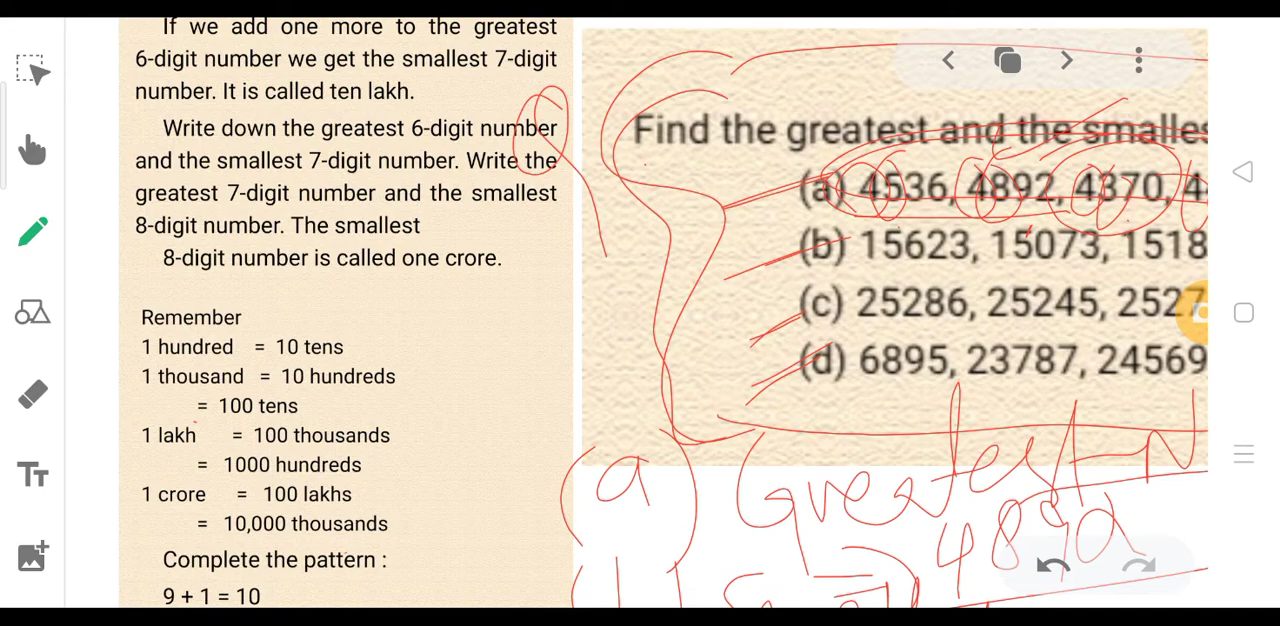 If we add one more to the greatest
6-digit number we get the smallest 7-digit
number. It is called ten lakh.
Write down the greatest 6-digit number
and the smallest 7-digit number. Write the
greatest 7-digit number and the smallest
8-digit number. The smallest
8-digit number is called one crore.
Remember
1 hundred = 10 tens
1 thousand = 10 hundreds
= 100 tens
1 lakh = 100 thousands
= 1000 hundreds
1 crore = 100 lakhs
= 10,000 thousands
Complete the pattern :
9 + 1 = 10
Find the greatest and the smalles
(a) 4536, 4892, 4370, 4
(b) 15623, 15073, 1518
(c) 25286, 25245, 2527
(d) 6895, 23787, 24569
(a) Greatest N
4892
Tт